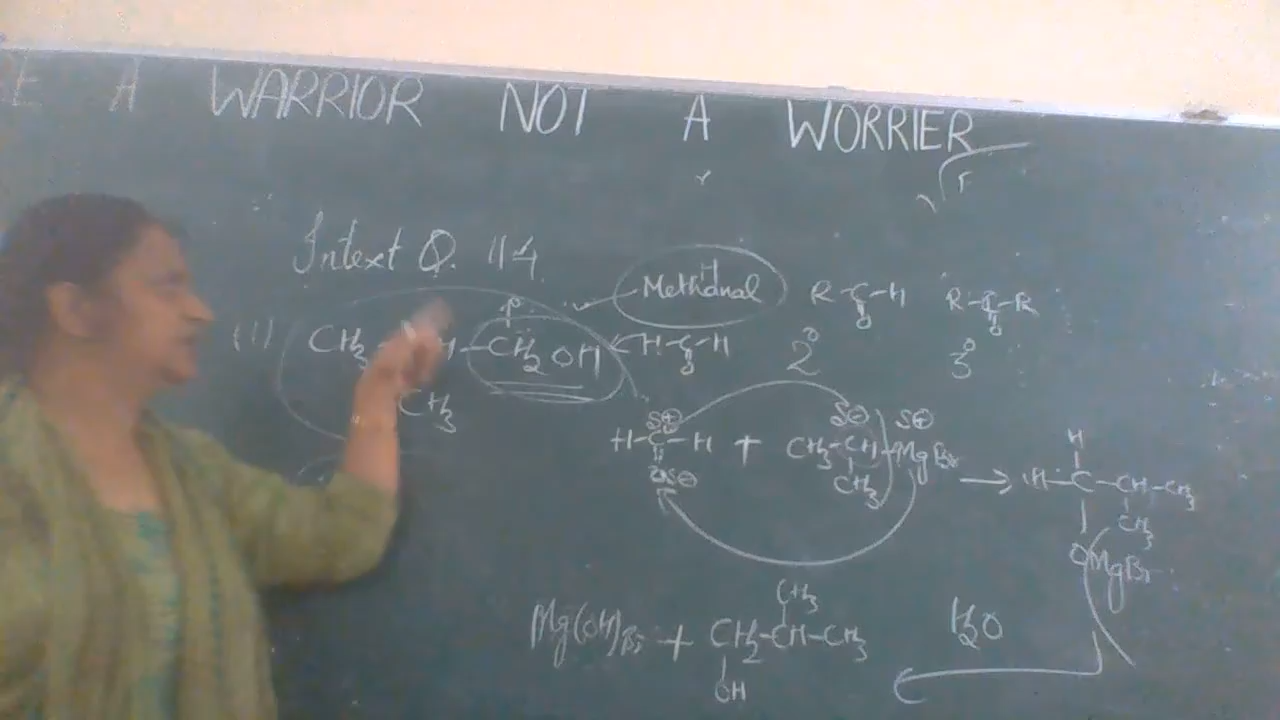 E A WARRIOR NOT A WORRIER
Intext Q. 11.4
Methanal
H
R-C-H
O
R-C-R
O
(i) CH3 H-CH2OH
P
CH3
H-C-H
O
2°
3°
H-C-H + CH3-CH-MgBr →
δ⊕ δ⊖ δ⊕
Oδ⊖
CH3
H
H-C-CH-CH3
CH3
OMgBr
H2O
Mg(OH)Br + CH2-CH-CH3
CH3
OH